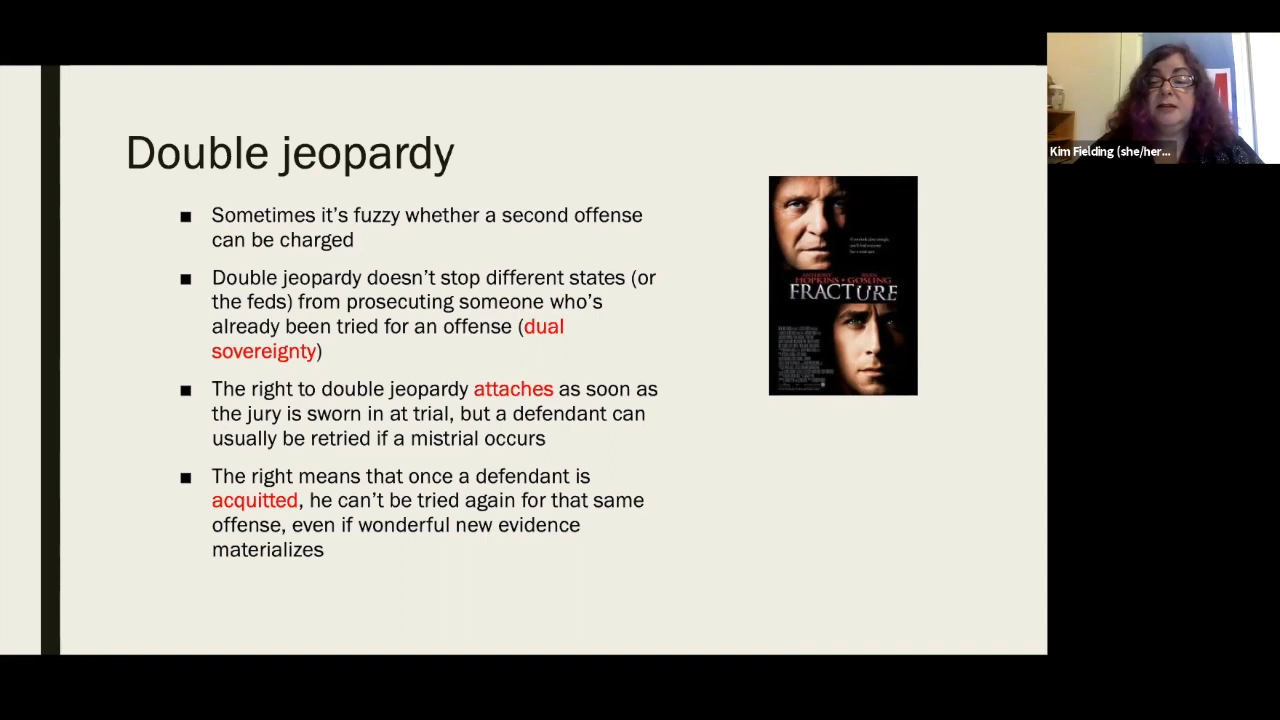 Double jeopardy
■ Sometimes it's fuzzy whether a second offense
can be charged
■ Double jeopardy doesn't stop different states (or
the feds) from prosecuting someone who's
already been tried for an offense (dual
sovereignty)
■ The right to double jeopardy attaches as soon as
the jury is sworn in at trial, but a defendant can
usually be retried if a mistrial occurs
■ The right means that once a defendant is
acquitted, he can't be tried again for that same
offense, even if wonderful new evidence
materializes
ANTHONY RYAN
HOPKINS GOSLING
FRACTURE
Kim Fielding (she/her...